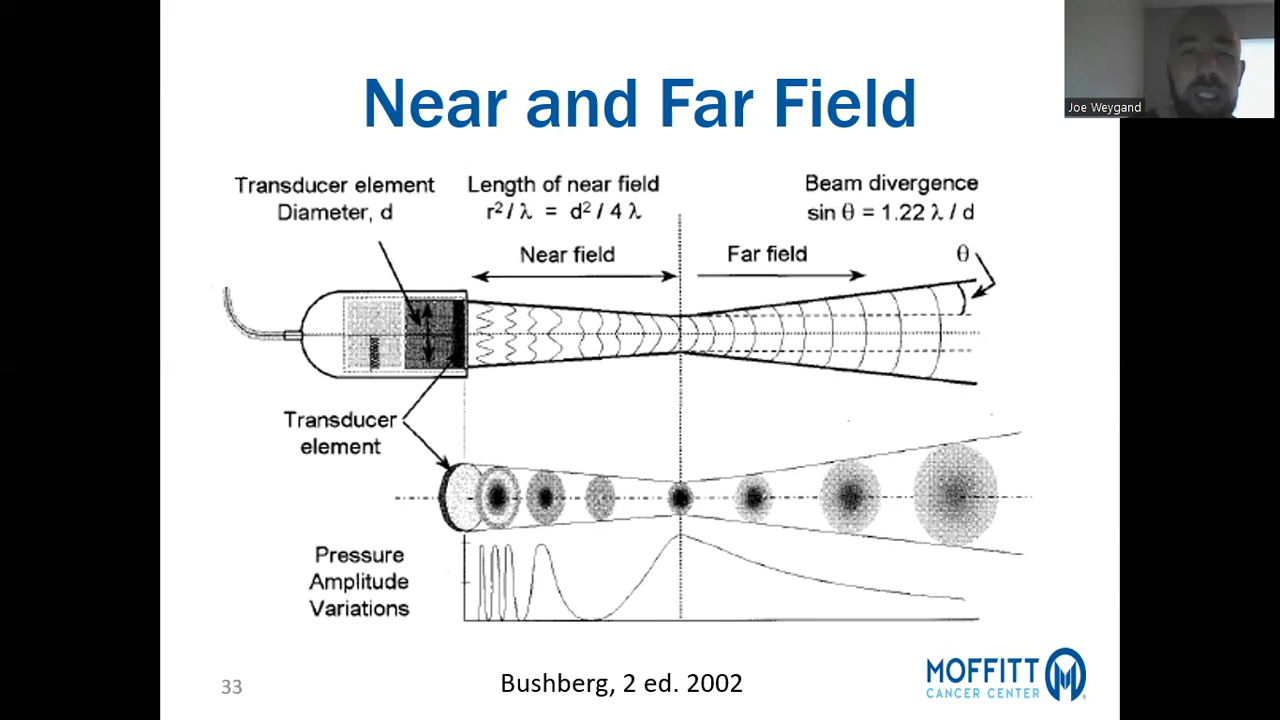 Near and Far Field
Joe Weygand
Transducer element
Diameter, d
Length of near field
r²/ λ = d²/ 4 λ
Beam divergence
sin θ = 1.22 λ / d
Near field
Far field
θ
Transducer
element
Pressure
Amplitude
Variations
33
Bushberg, 2 ed. 2002
MOFFITT
CANCER CENTER
®